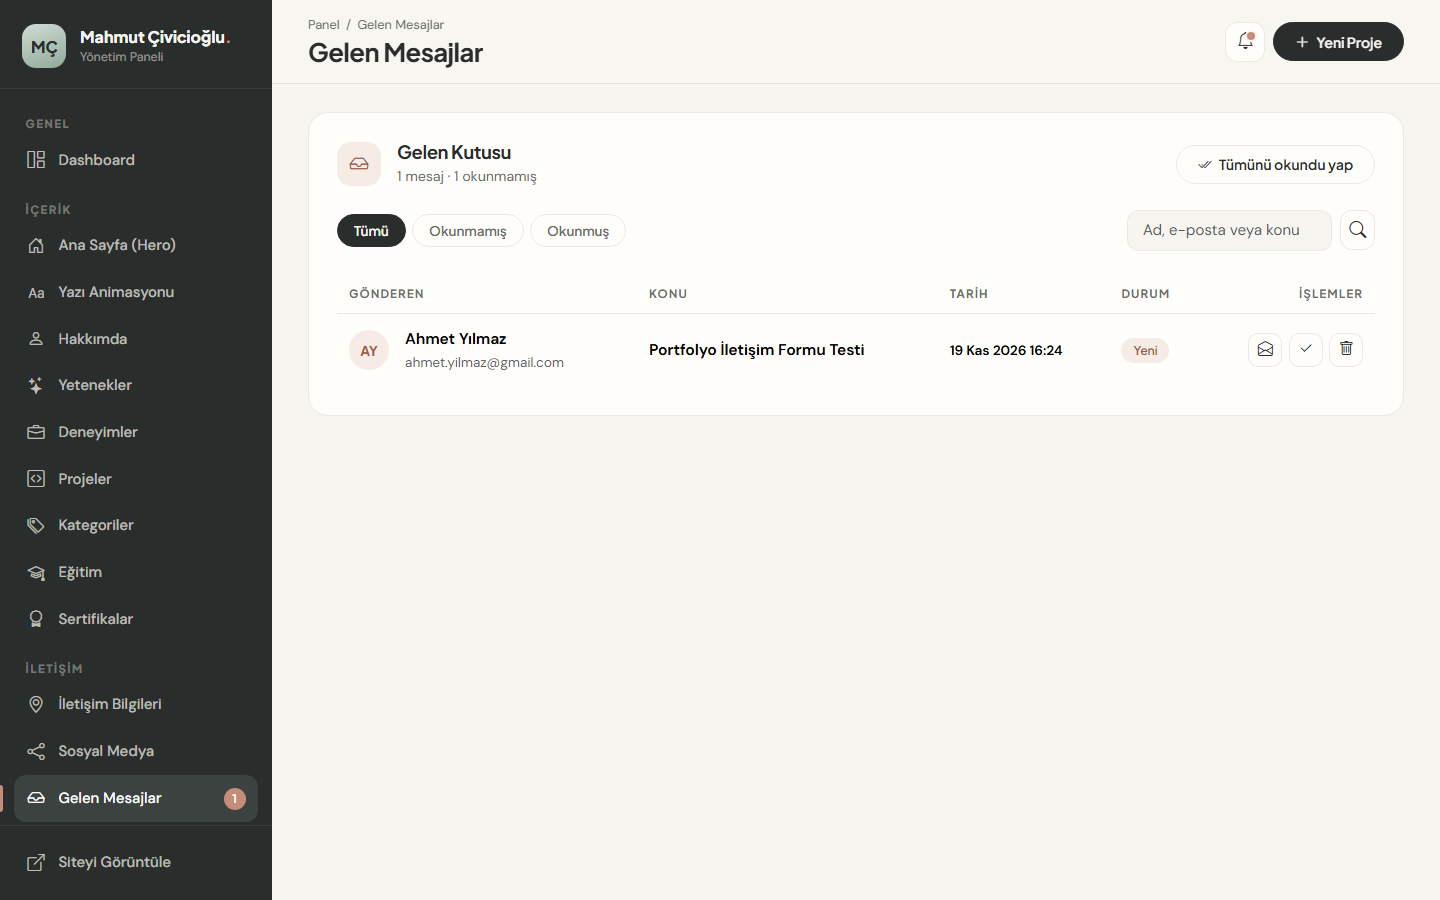 MÇ
Mahmut Çivicioğlu.
Yönetim Paneli
GENEL
Dashboard
İÇERİK
Ana Sayfa (Hero)
Aa Yazı Animasyonu
Hakkımda
Yetenekler
Deneyimler
Projeler
Kategoriler
Eğitim
Sertifikalar
İLETİŞİM
İletişim Bilgileri
Sosyal Medya
Gelen Mesajlar 1
Siteyi Görüntüle
Panel / Gelen Mesajlar
Gelen Mesajlar
+ Yeni Proje
Gelen Kutusu
1 mesaj · 1 okunmamış
Tümünü okundu yap
Tümü Okunmamış Okunmuş
Ad, e-posta veya konu
GÖNDEREN KONU TARİH DURUM İŞLEMLER
AY
Ahmet Yılmaz
ahmet.yilmaz@gmail.com
Portfolyo İletişim Formu Testi
19 Kas 2026 16:24
Yeni